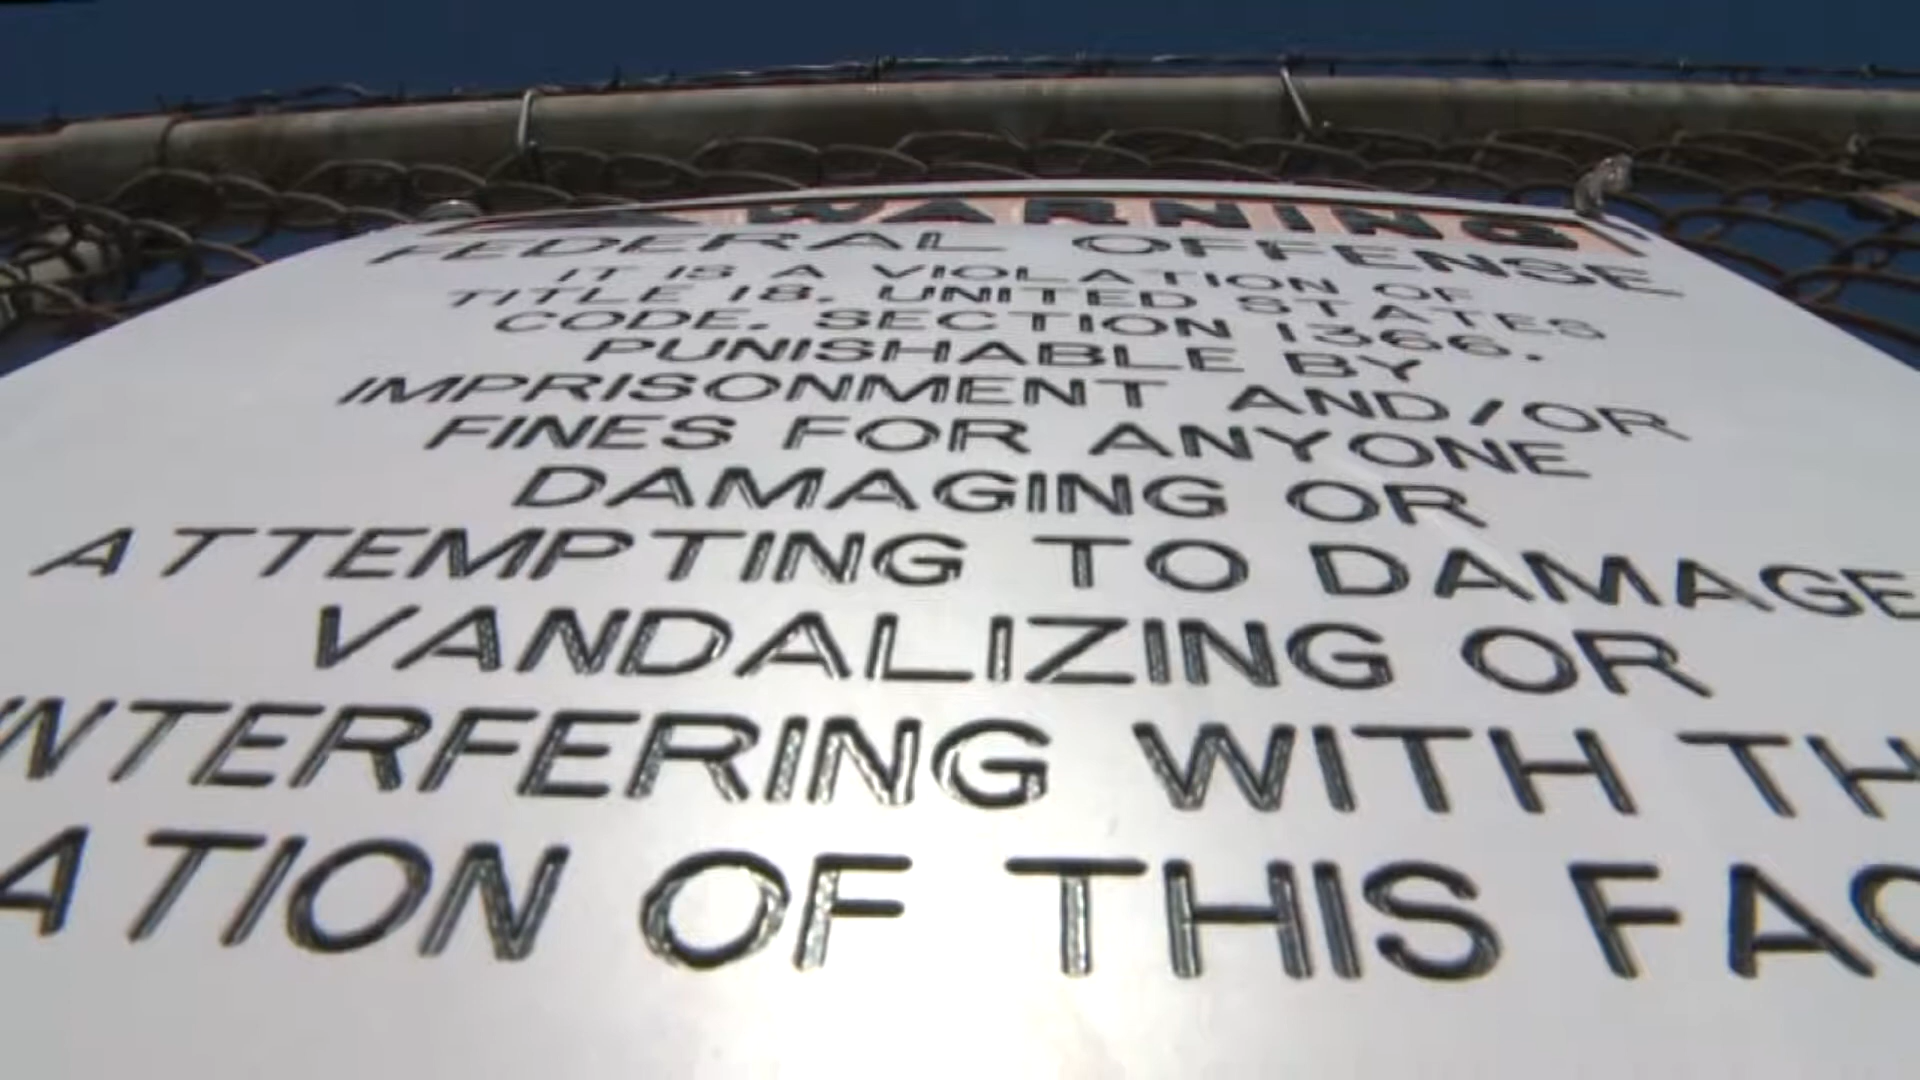 WARNING
FEDERAL OFFENSE
IT IS A VIOLATION OF
TITLE 18. UNITED STATES
CODE. SECTION 1366.
PUNISHABLE BY
IMPRISONMENT AND/OR
FINES FOR ANYONE
DAMAGING OR
ATTEMPTING TO DAMAGE
VANDALIZING OR
INTERFERING WITH TH
ATION OF THIS FAC